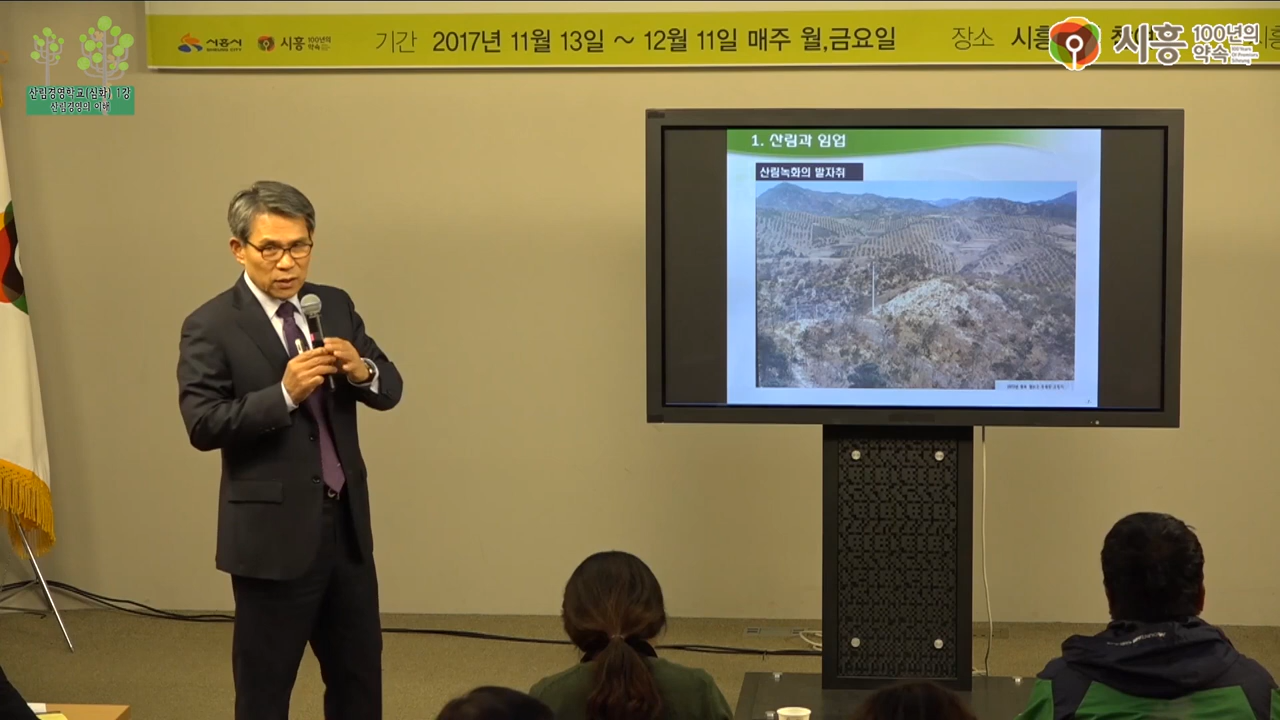 시흥시
SIHEUNG CITY
시흥 100년의 약속
기간 2017년 11월 13일 ~ 12월 11일 매주 월,금요일
장소 시흥
시흥 100년의 약속
산림경영학교(심화) 1강
산림경영의 이해
1. 산림과 임업
산림녹화의 발자취